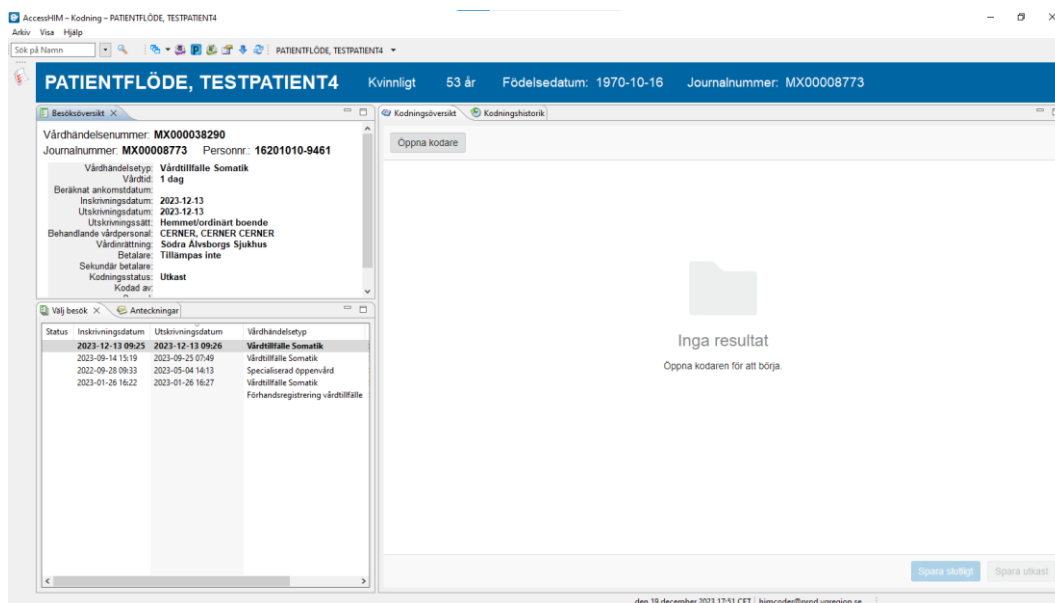 AccessHIM – Kodning – PATIENTFLÖDE, TESTPATIENT4
Arkiv Visa Hjälp
Sök på Namn
PATIENTFLÖDE, TESTPATIENT4
PATIENTFLÖDE, TESTPATIENT4 Kvinnligt 53 år Födelsedatum: 1970-10-16 Journalnummer: MX00008773
Besöksöversikt
Vårdhändelsenummer: MX000038290
Journalnummer: MX00008773 Personnr.: 16201010-9461
Vårdhändelsetyp: Vårdtillfälle Somatik
Vårdtid: 1 dag
Beräknat ankomstdatum:
Inskrivningsdatum: 2023-12-13
Utskrivningsdatum: 2023-12-13
Utskrivningssätt: Hemmet/ordinärt boende
Behandlande vårdpersonal: CERNER, CERNER CERNER
Vårdinrättning: Södra Älvsborgs Sjukhus
Betalare: Tillämpas inte
Sekundär betalare:
Kodningsstatus: Utkast
Kodad av:
Välj besök Anteckningar
Status Inskrivningsdatum Utskrivningsdatum Vårdhändelsetyp
2023-12-13 09:25 2023-12-13 09:26 Vårdtillfälle Somatik
2023-09-14 15:19 2023-09-25 07:49 Vårdtillfälle Somatik
2022-09-28 09:33 2023-05-04 14:13 Specialiserad öppenvård
2023-01-26 16:22 2023-01-26 16:27 Vårdtillfälle Somatik
Förhandsregistrering vårdtillfälle
Kodningsöversikt Kodningshistorik
Öppna kodare
Inga resultat
Öppna kodaren för att börja.
Spara slutligt Spara utkast
den 19 december 2023 17:51 CET himcoder@prod.vgregion.se